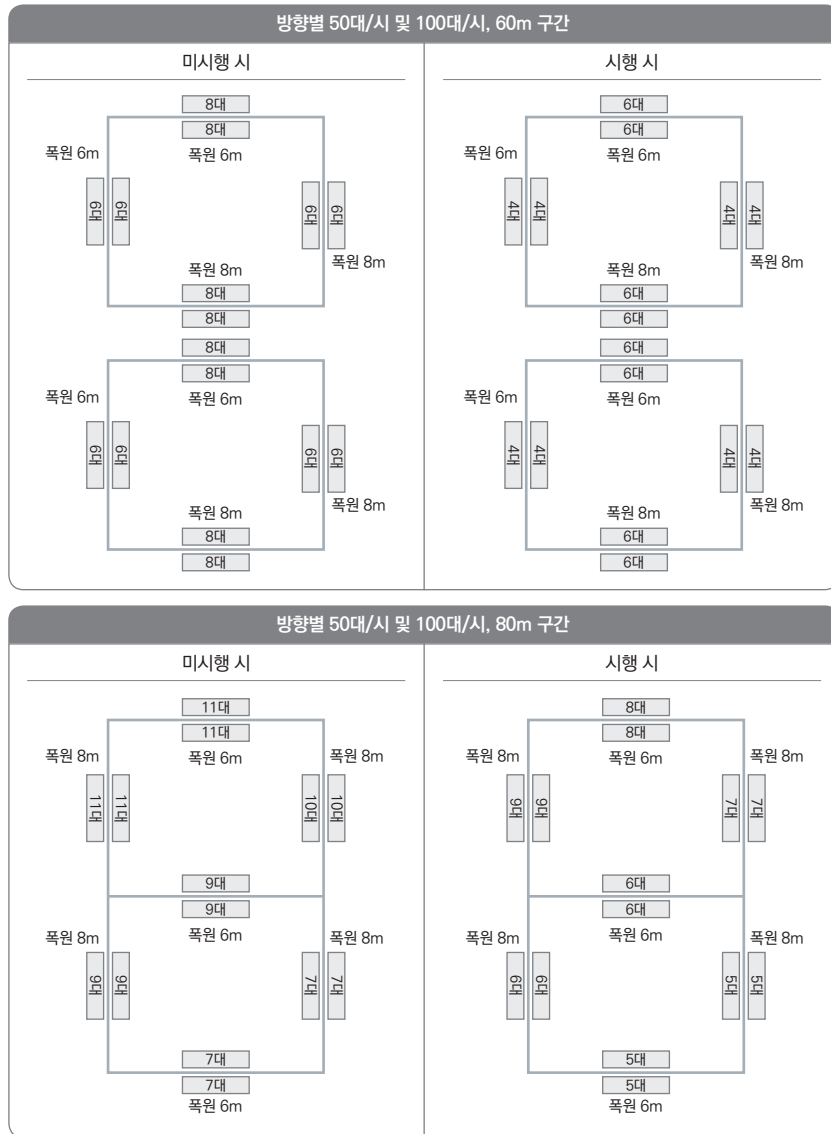 방향별 50대/시 및 100대/시, 60m 구간
미시행 시
8대
8대
폭원 6m
폭원 6m
6대
6대
6대
6대
폭원 8m
폭원 8m
8대
8대
8대
8대
폭원 6m
폭원 6m
6대
6대
6대
6대
폭원 8m
폭원 8m
8대
8대
시행 시
6대
6대
폭원 6m
폭원 6m
4대
4대
4대
4대
폭원 8m
폭원 8m
6대
6대
6대
6대
폭원 6m
폭원 6m
4대
4대
4대
4대
폭원 8m
폭원 8m
6대
6대
방향별 50대/시 및 100대/시, 80m 구간
미시행 시
11대
11대
폭원 8m
폭원 6m
폭원 8m
11대
11대
10대
10대
9대
9대
폭원 8m
폭원 6m
폭원 8m
9대
9대
7대
7대
7대
7대
폭원 6m
시행 시
8대
8대
폭원 8m
폭원 6m
폭원 8m
9대
9대
7대
7대
6대
6대
폭원 8m
폭원 6m
폭원 8m
6대
6대
5대
5대
5대
5대
폭원 6m